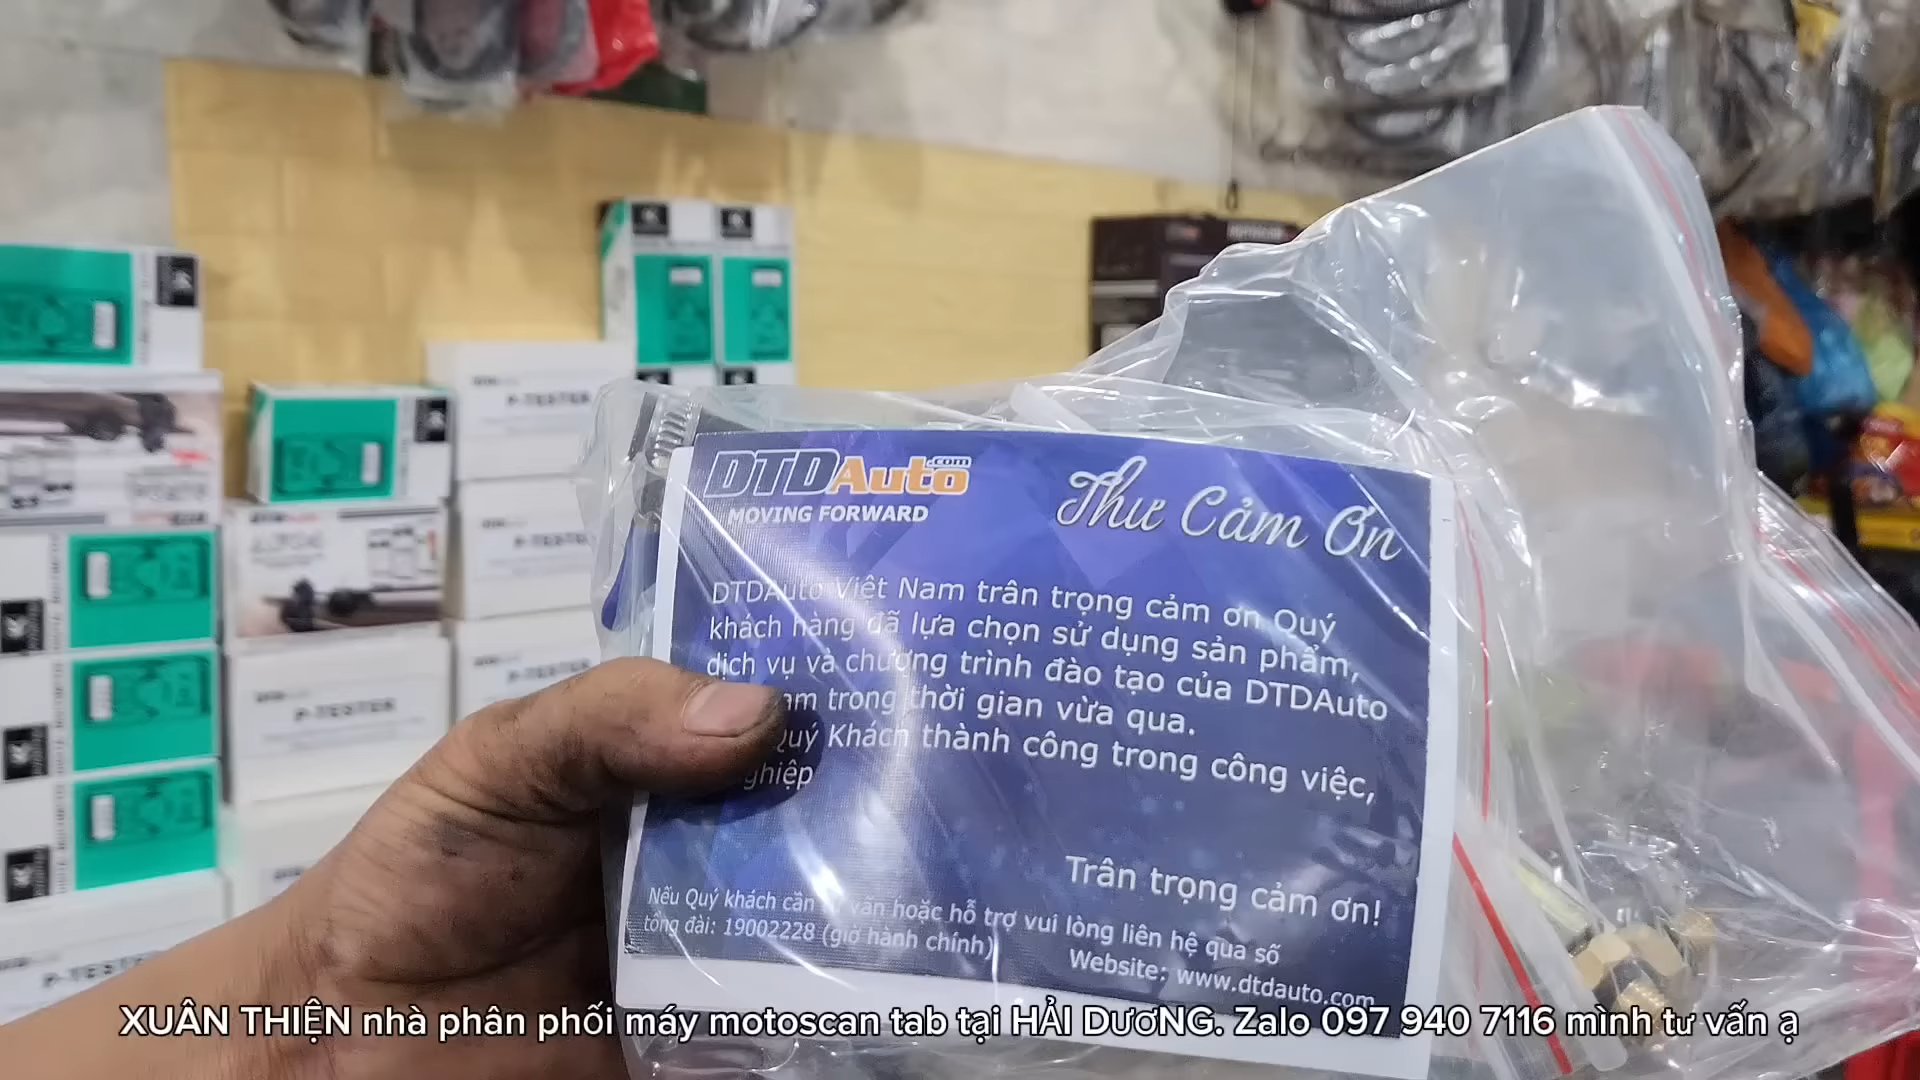 P-TESTER
P-TESTER
DTDAuto.com
MOVING FORWARD
Thư Cảm Ơn
DTDAuto Việt Nam trân trọng cảm ơn Quý
khách hàng đã lựa chọn sử dụng sản phẩm,
dịch vụ và chương trình đào tạo của DTDAuto
am trong thời gian vừa qua.
Quý Khách thành công trong công việc,
ghiệp
Trân trọng cảm ơn!
Nếu Quý khách cần vấn hoặc hỗ trợ vui lòng liên hệ qua số
tổng đài: 19002228 (giờ hành chính)
Website: www.dtdauto.com
XUÂN THIỆN nhà phân phối máy motoscan tab tại HẢI DƯƠNG. Zalo 097 940 7116 mình tư vấn ạ